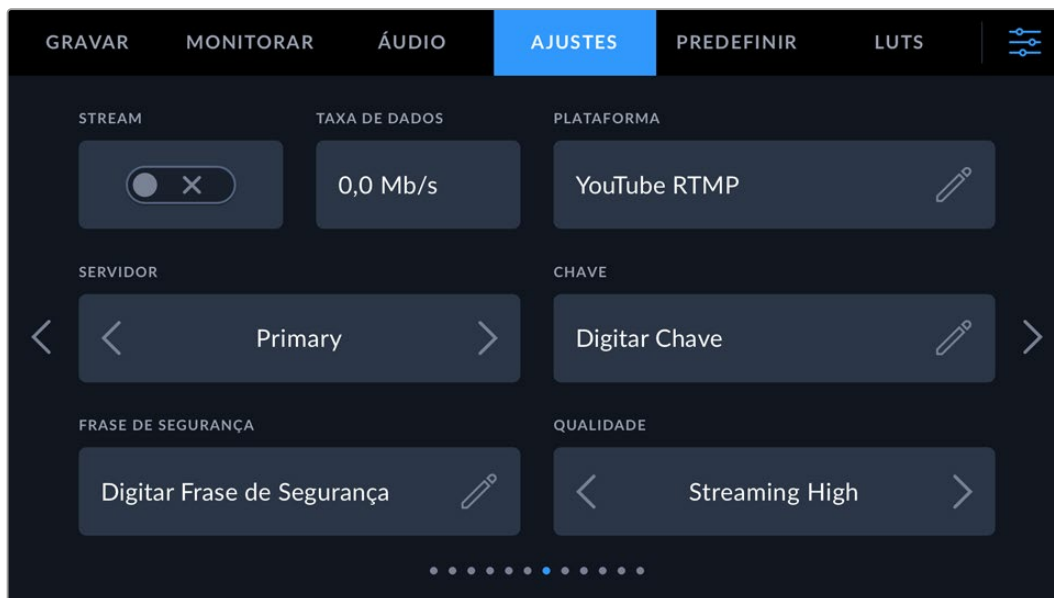 GRAVAR MONITORAR ÁUDIO AJUSTES PREDEFINIR LUTS
STREAM TAXA DE DADOS PLATAFORMA
0,0 Mb/s YouTube RTMP
SERVIDOR CHAVE
Primary Digitar Chave
FRASE DE SEGURANÇA QUALIDADE
Digitar Frase de Segurança Streaming High